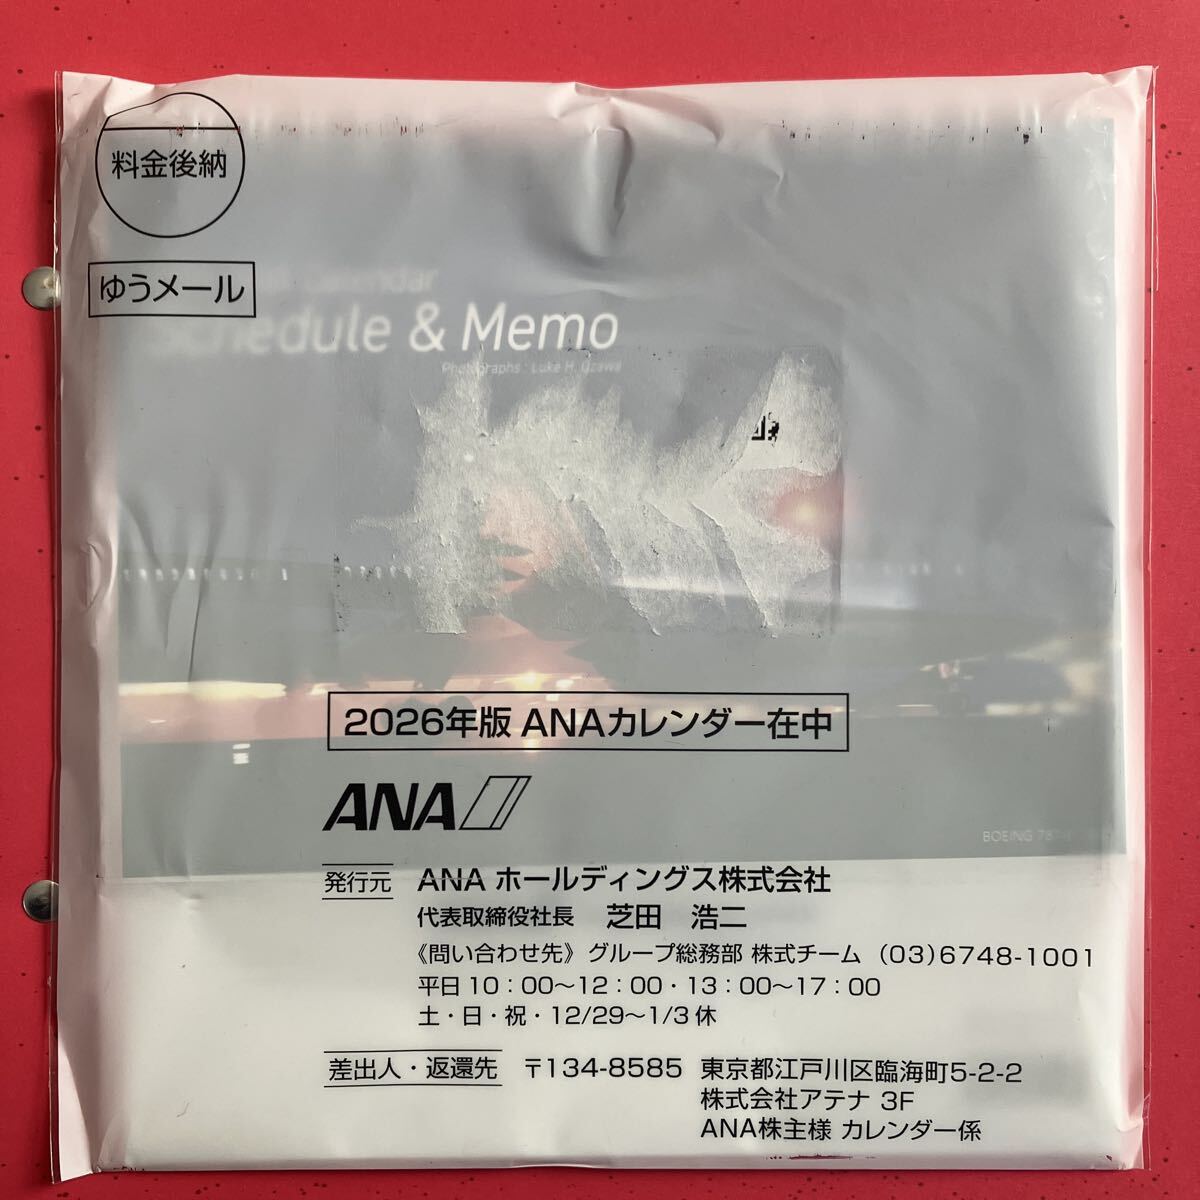 料金後納
ゆうメール
Calendar
Schedule & Memo
Photographs : Luke H. Ozawa
2026年版 ANAカレンダー在中
ANA
BOEING 787
発行元 ANA ホールディングス株式会社
代表取締役社長 芝田 浩二
《問い合わせ先》 グループ総務部 株式チーム (03)6748-1001
平日10：00〜12：00・13：00〜17：00
土・日・祝・12/29〜1/3休
差出人・返還先 〒134-8585 東京都江戸川区臨海町5-2-2
株式会社アテナ 3F
ANA株主様 カレンダー係